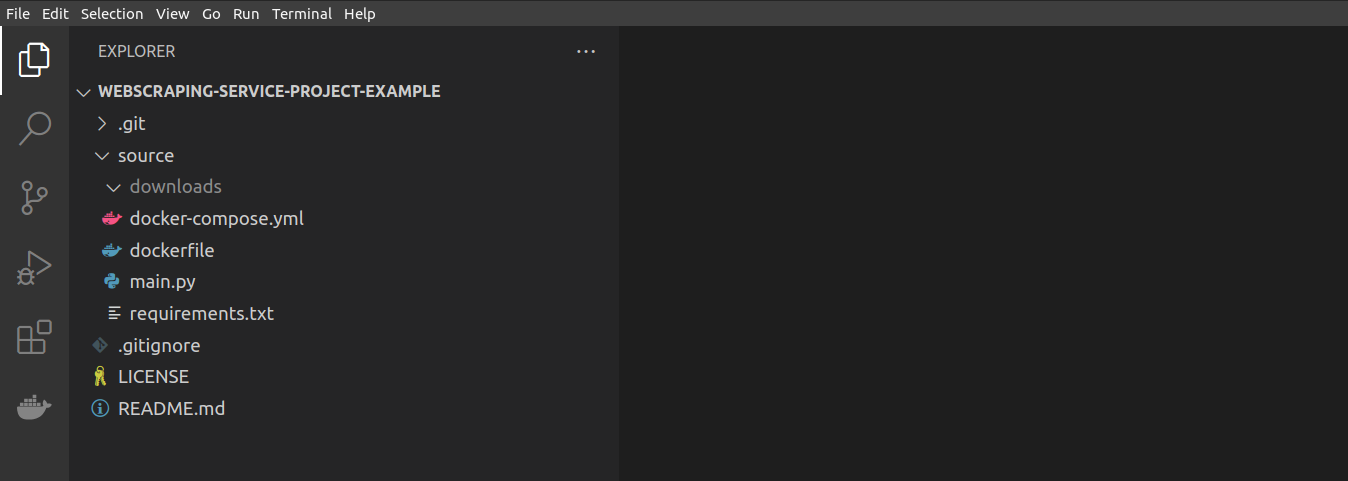 File Edit Selection View Go Run Terminal Help
EXPLORER
WEBSCRAPING-SERVICE-PROJECT-EXAMPLE
.git
source
downloads
docker-compose.yml
dockerfile
main.py
requirements.txt
.gitignore
LICENSE
README.md